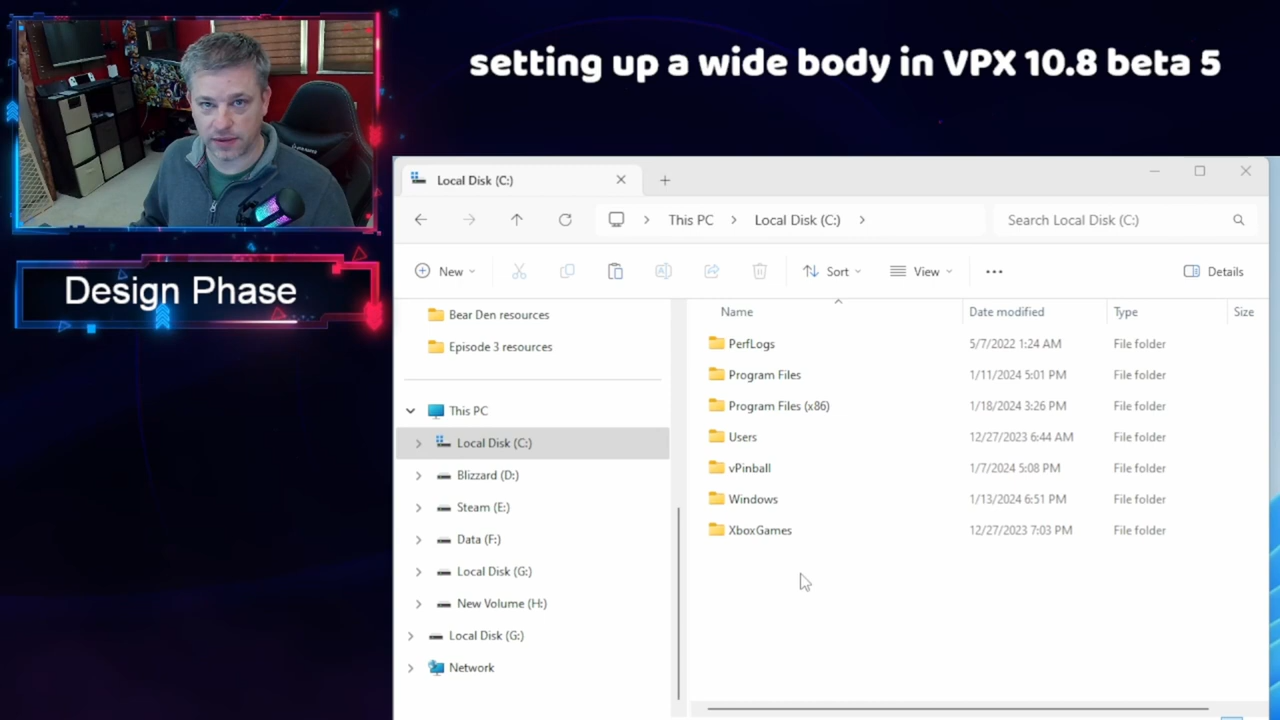 setting up a wide body in VPX 10.8 beta 5
Design Phase
Local Disk (C:)
This PC
Local Disk (C:)
Search Local Disk (C:)
New
Sort
View
Details
Bear Den resources
Episode 3 resources
This PC
Local Disk (C:)
Blizzard (D:)
Steam (E:)
Data (F:)
Local Disk (G:)
New Volume (H:)
Local Disk (G:)
Network
Name Date modified Type Size
PerfLogs 5/7/2022 1:24 AM File folder
Program Files 1/11/2024 5:01 PM File folder
Program Files (x86) 1/18/2024 3:26 PM File folder
Users 12/27/2023 6:44 AM File folder
vPinball 1/7/2024 5:08 PM File folder
Windows 1/13/2024 6:51 PM File folder
XboxGames 12/27/2023 7:03 PM File folder